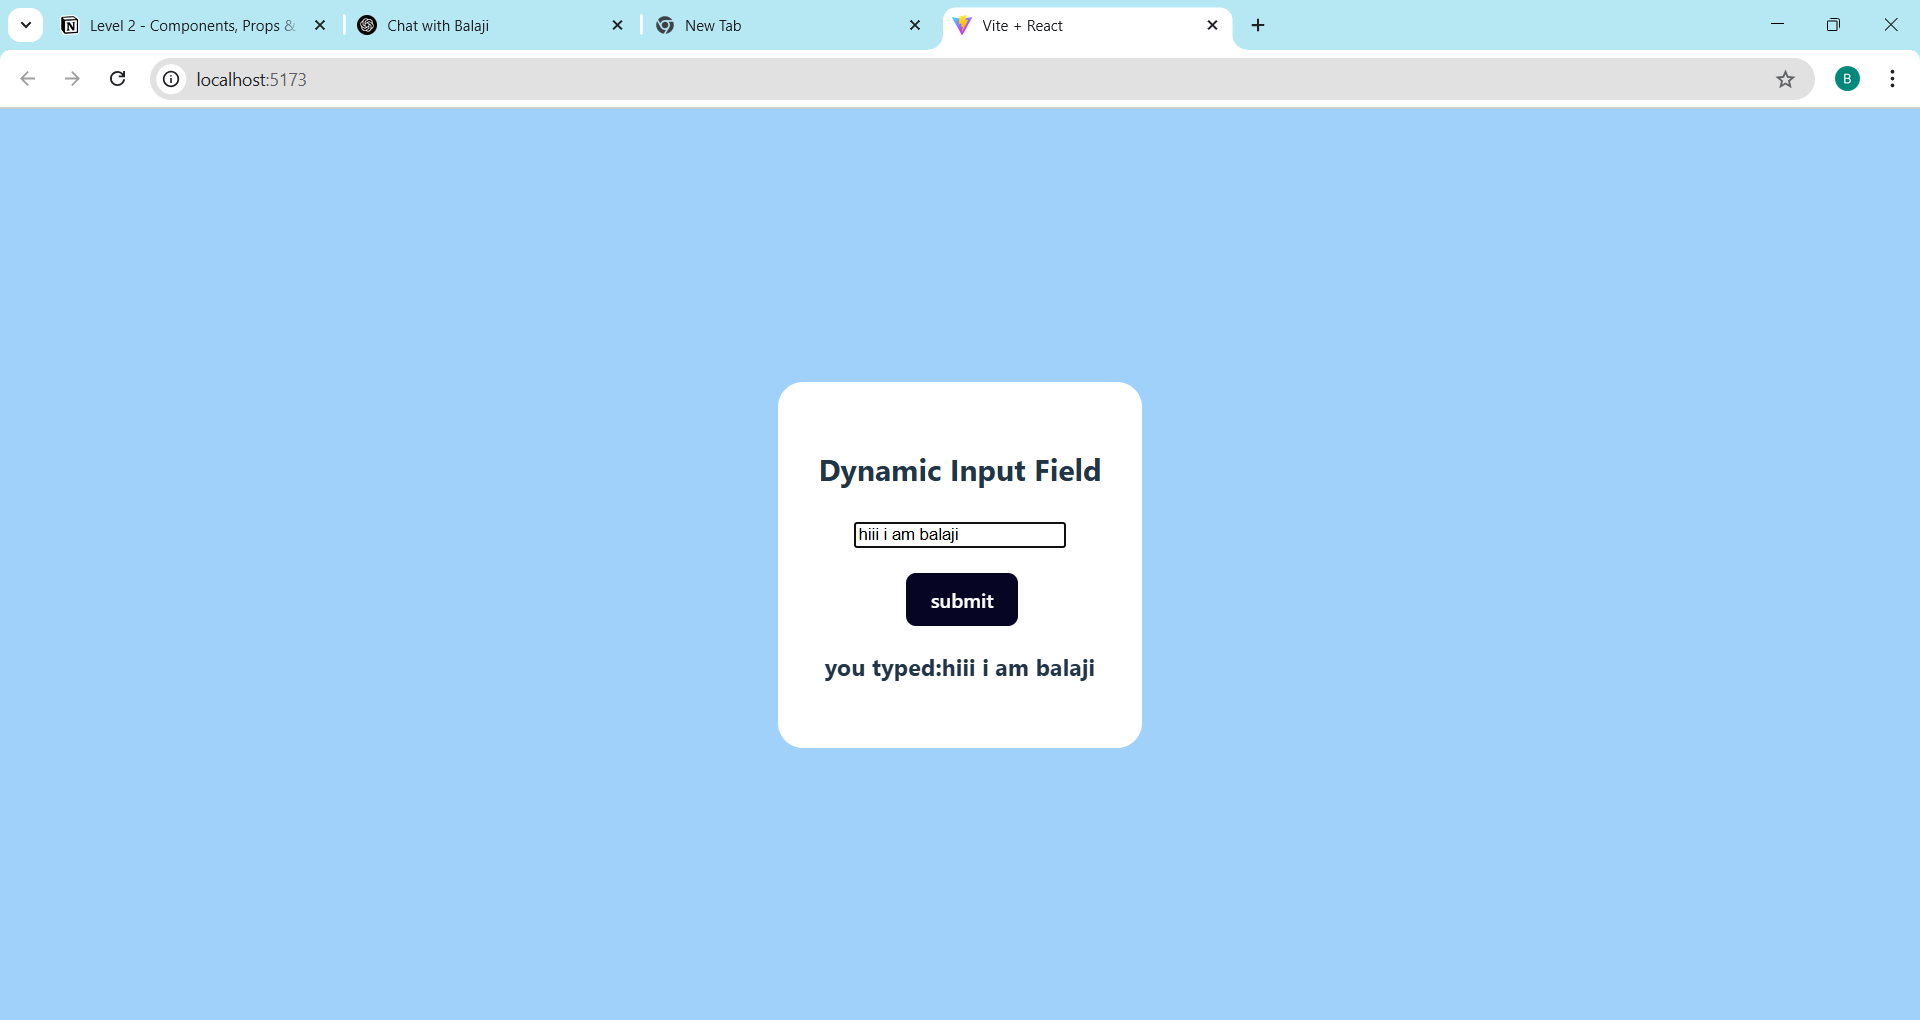 Level 2 - Components, Props &
Chat with Balaji
New Tab
Vite + React
localhost:5173
B
Dynamic Input Field
hiii i am balaji
submit
you typed:hiii i am balaji